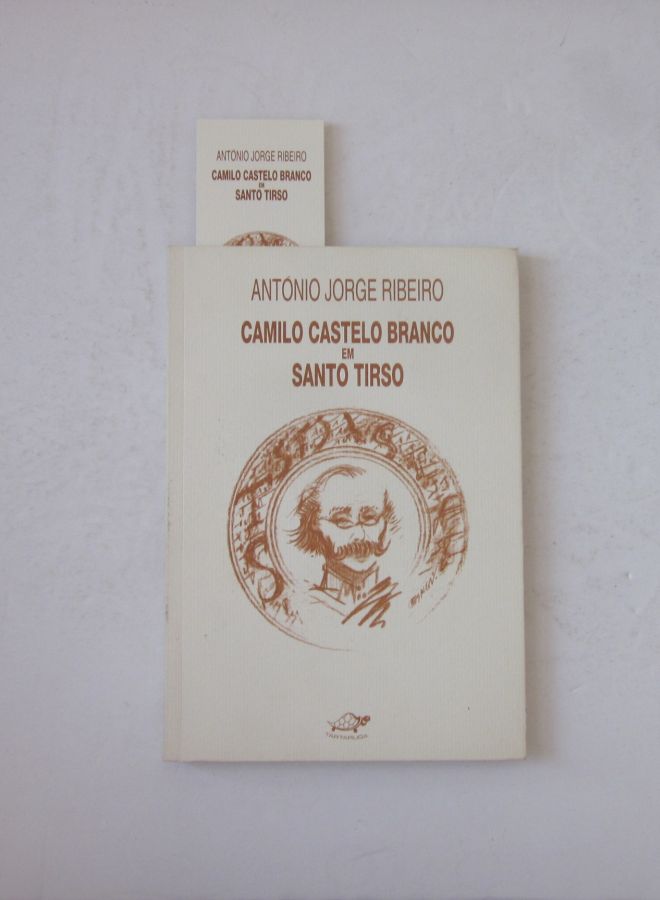 ANTÓNIO JORGE RIBEIRO
CAMILO CASTELO BRANCO
EM
SANTO TIRSO
ANTÓNIO JORGE RIBEIRO
CAMILO CASTELO BRANCO
EM
SANTO TIRSO
TARTARUGA